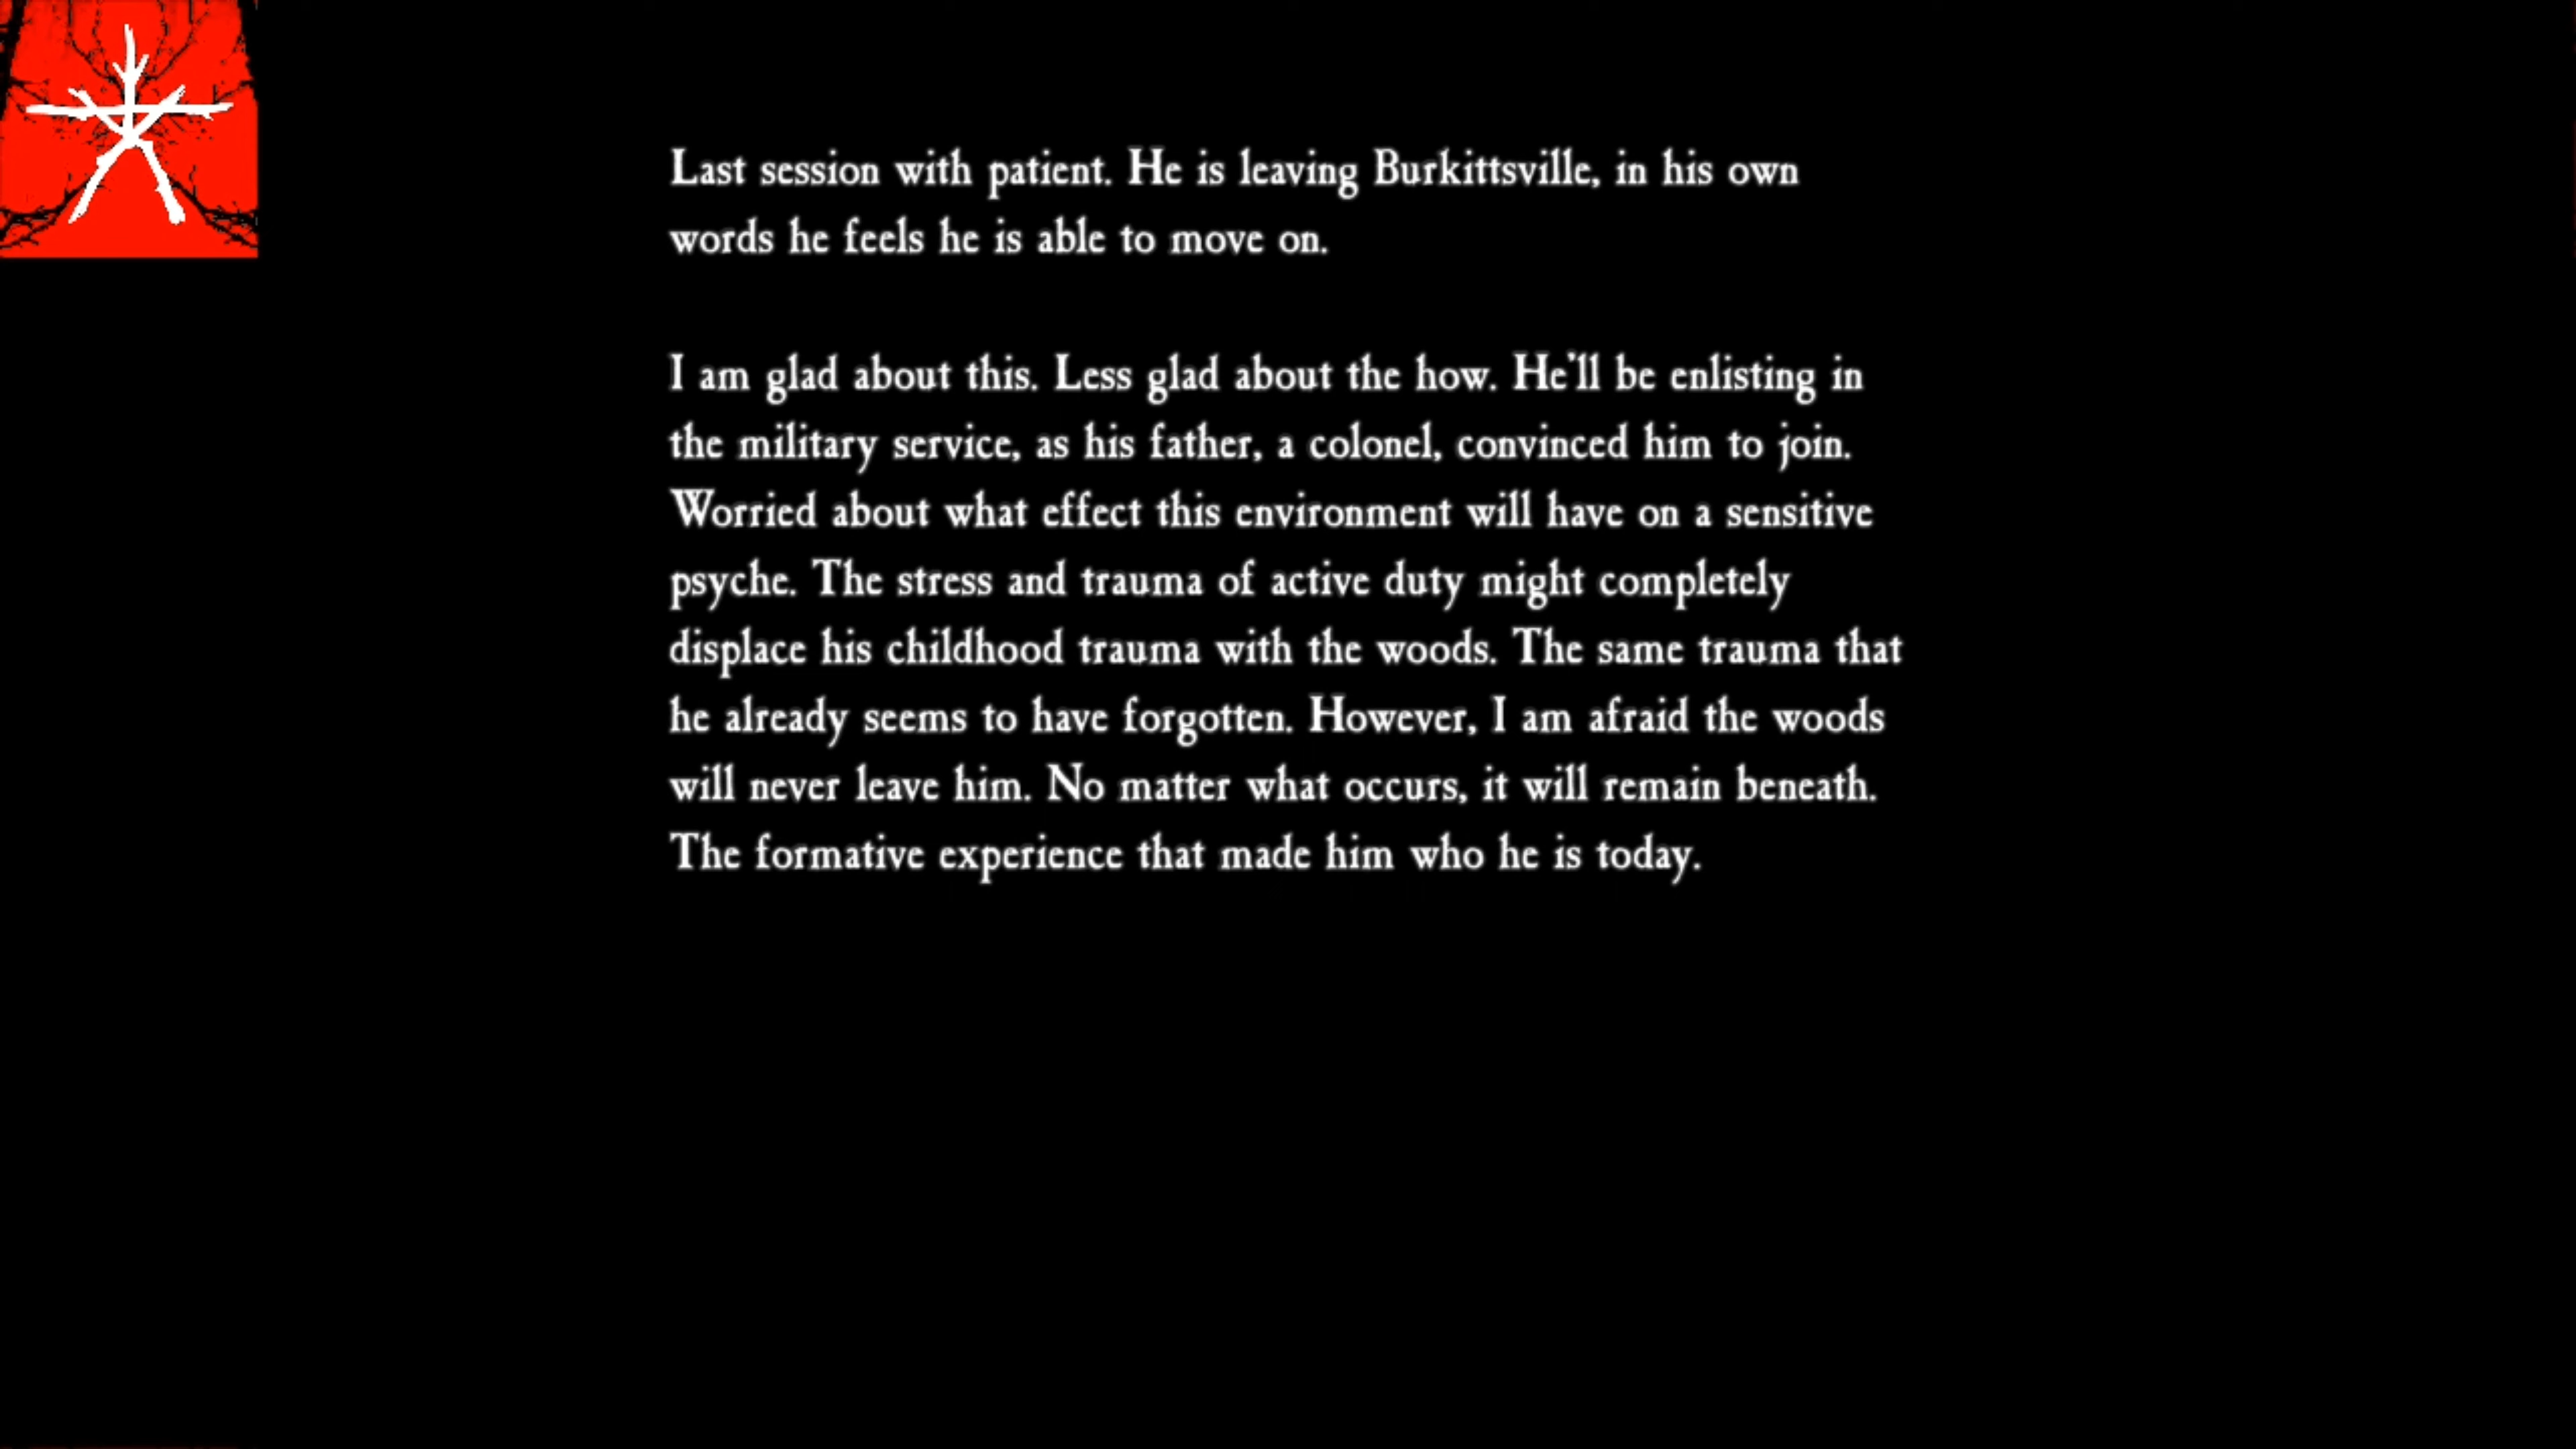 Last session with patient. He is leaving Burkittsville, in his own
words he feels he is able to move on.
I am glad about this. Less glad about the how. He'll be enlisting in
the military service, as his father, a colonel, convinced him to join.
Worried about what effect this environment will have on a sensitive
psyche. The stress and trauma of active duty might completely
displace his childhood trauma with the woods. The same trauma that
he already seems to have forgotten. However, I am afraid the woods
will never leave him. No matter what occurs, it will remain beneath.
The formative experience that made him who he is today.